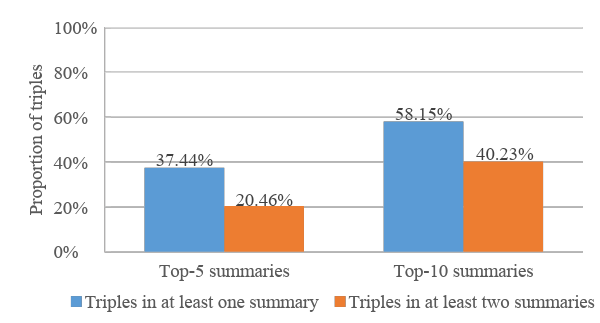 100%
80%
60%
40%
20%
0%
Proportion of triples
37.44%
20.46%
58.15%
40.23%
Top-5 summaries
Top-10 summaries
Triples in at least one summary
Triples in at least two summaries